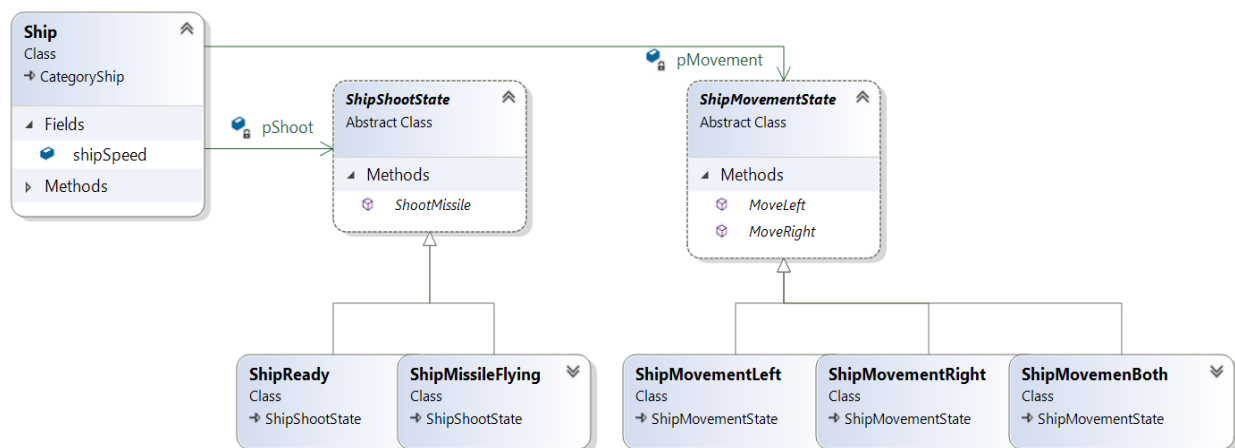 Ship
Class
CategoryShip
Fields
shipSpeed
Methods
pShoot
pMovement
ShipShootState
Abstract Class
Methods
ShootMissile
ShipMovementState
Abstract Class
Methods
MoveLeft
MoveRight
ShipReady
Class
ShipShootState
ShipMissileFlying
Class
ShipShootState
ShipMovementLeft
Class
ShipMovementState
ShipMovementRight
Class
ShipMovementState
ShipMovemenBoth
Class
ShipMovementState